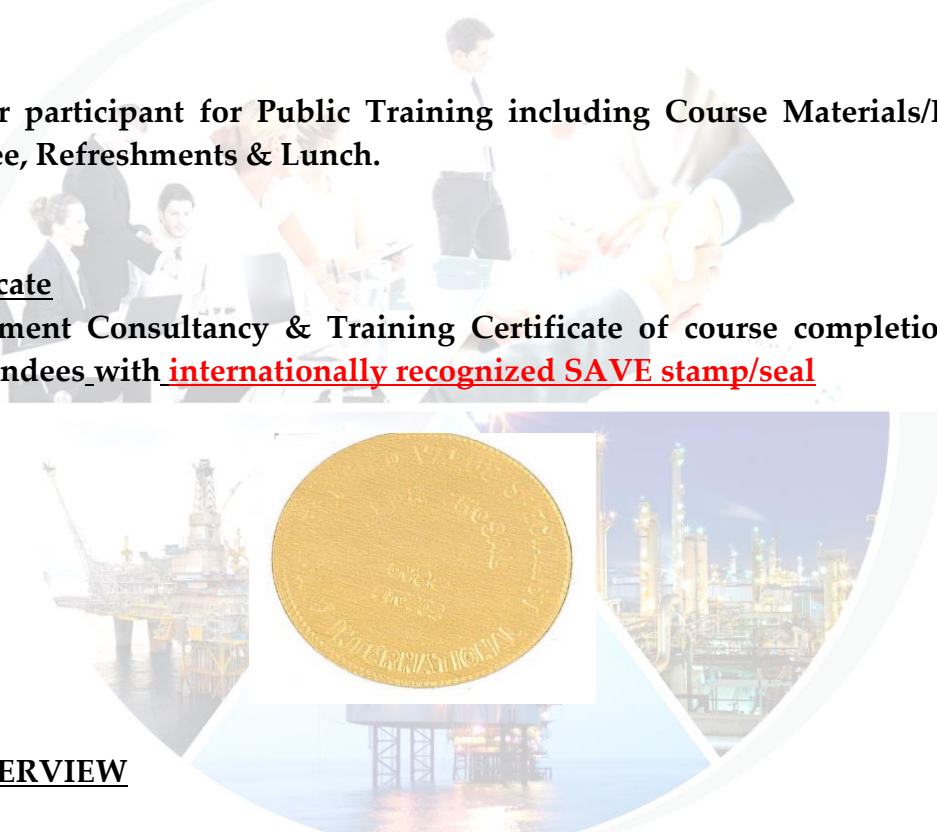 r participant for Public Training including Course Materials/
ee, Refreshments & Lunch.
cate
ment Consultancy & Training Certificate of course completio
ndees with internationally recognized SAVE stamp/seal
INTERNATIONAL
ERVIEW